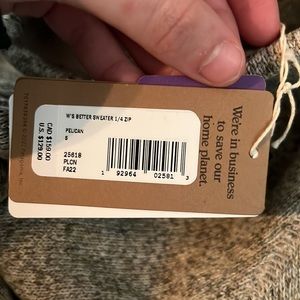 W'S BETTER SWEATER 1/4 ZIP
PELICAN
S
25618
PLCN
FA22
1 92964 02581 3
CAD $159.00
U.S. $129.00
We're in business
to save our
home planet.